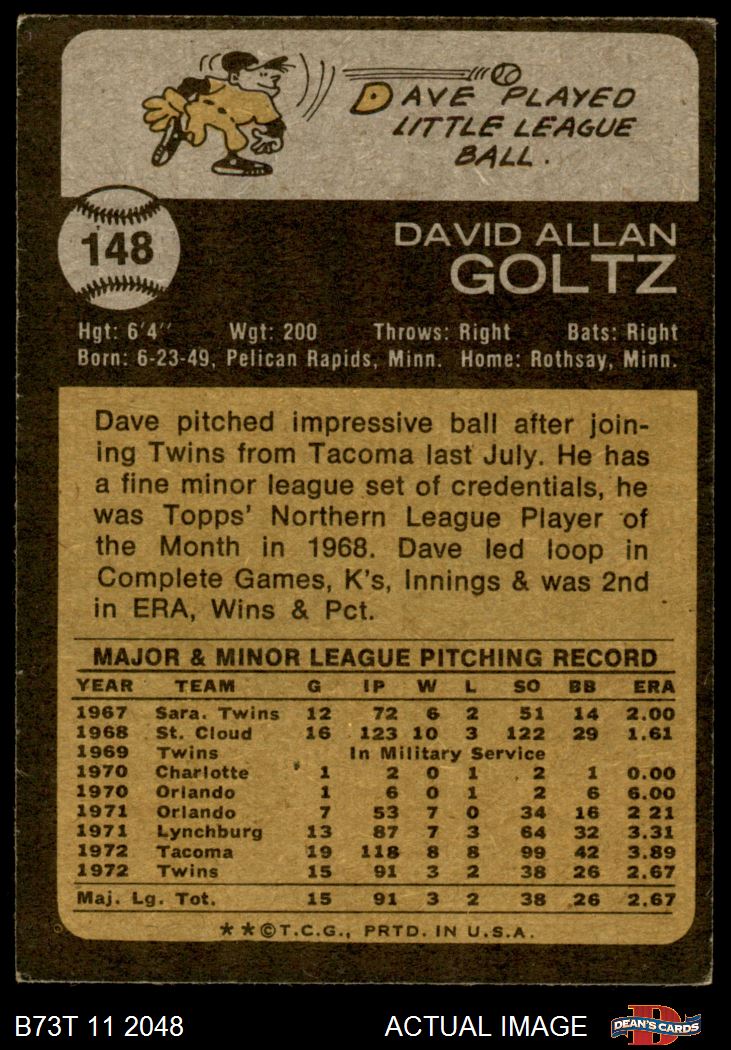 DAVE PLAYED
LITTLE LEAGUE
BALL.
148
DAVID ALLAN
GOLTZ
Hgt: 6'4" Wgt: 200 Throws: Right Bats: Right
Born: 6-23-49, Pelican Rapids, Minn. Home: Rothsay, Minn.
Dave pitched impressive ball after join-
ing Twins from Tacoma last July. He has
a fine minor league set of credentials, he
was Topps' Northern League Player of
the Month in 1968. Dave led loop in
Complete Games, K's, Innings & was 2nd
in ERA, Wins & Pct.
MAJOR & MINOR LEAGUE PITCHING RECORD
YEAR TEAM G IP W L SO BB ERA
1967 Sara. Twins 12 72 6 2 51 14 2.00
1968 St. Cloud 16 123 10 3 122 29 1.61
1969 Twins In Military Service
1970 Charlotte 1 2 0 1 2 1 0.00
1970 Orlando 1 6 0 1 2 6 6.00
1971 Orlando 7 53 7 0 34 16 2 21
1971 Lynchburg 13 87 7 3 64 32 3.31
1972 Tacoma 19 118 8 8 99 42 3.89
1972 Twins 15 91 3 2 38 26 2.67
Maj. Lg. Tot. 15 91 3 2 38 26 2.67
**©T.C.G., PRTD. IN U.S.A.
B73T 11 2048 ACTUAL IMAGE DEAN'S CARDS